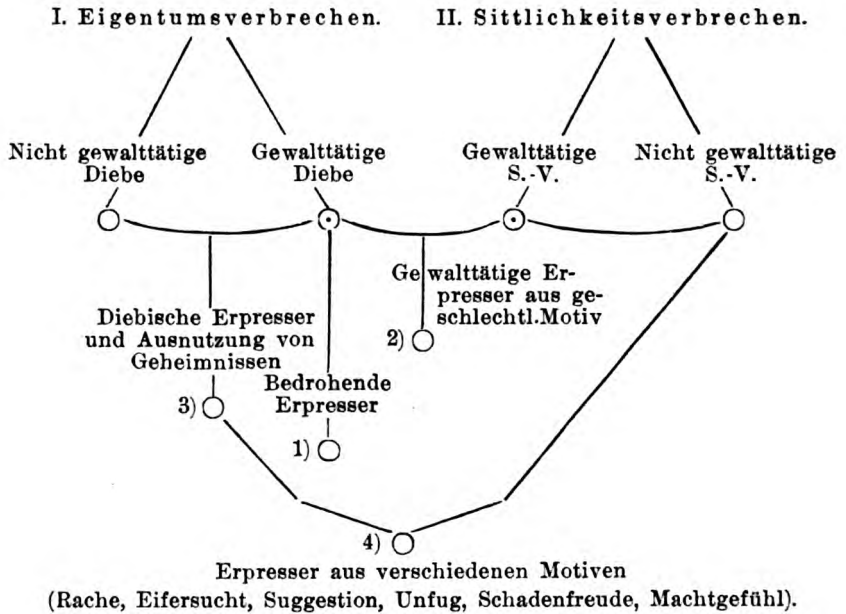 I. Eigentumsverbrechen. II. Sittlichkeitsverbrechen.
Nicht gewalttätige
Diebe
Gewalttätige
Diebe
Gewalttätige
S.-V.
Nicht gewalttätige
S.-V.
Gewalttätige Er-
presser aus ge-
schlechtl.Motiv
2)
Diebische Erpresser
und Ausnutzung von
Geheimnissen
3)
Bedrohende
Erpresser
1)
4)
Erpresser aus verschiedenen Motiven
(Rache, Eifersucht, Suggestion, Unfug, Schadenfreude, Machtgefühl).